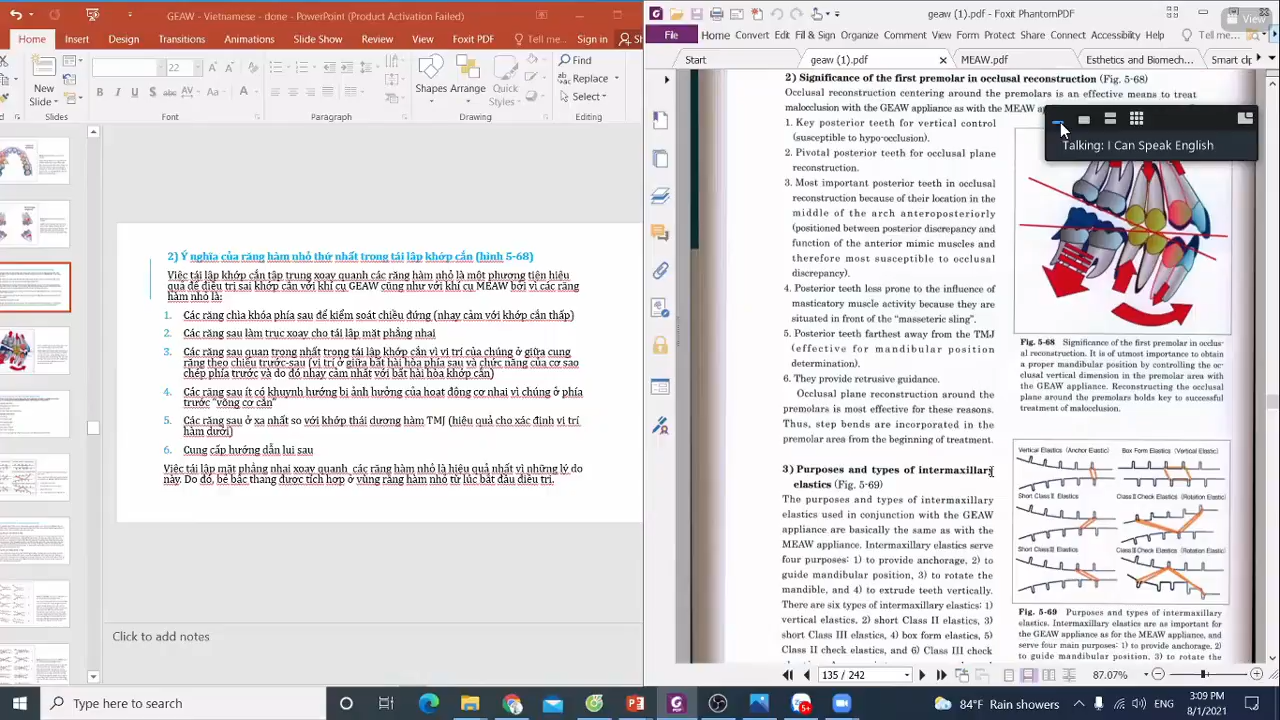 GEAW - Vietnamese - done - PowerPoint (Product Activation Failed)
Home Insert Design Transitions Animations Slide Show Review View Foxit PDF Tell me... Sign In
New
Slide
22
Shapes Arrange Quick
Styles
Find
Replace
Select
Slides Font Paragraph Drawing Editing
2) Ý nghĩa của răng hàm nhỏ thứ nhất trong tái lập khớp cắn (hình 5-68)
Việc tái lập khớp cắn tập trung xoay quanh các răng hàm nhỏ là một phương tiện hiệu
quả để điều trị sai khớp cắn với khí cụ GEAW cũng như với khí cụ MEAW bởi vì các răng
hàm nhỏ là:
1. Các răng chìa khóa phía sau để kiểm soát chiều đứng (nhạy cảm với khớp cắn thấp)
2. Các răng sau làm trục xoay cho tái lập mặt phẳng nhai
3. Các răng sau quan trọng nhất trong tái lập khớp cắn vì vị trí của chúng ở giữa cung
răng theo chiều trước-sau (vị trí ở giữa bất hài hòa phía sau và chức năng của cơ sao
chép phía trước và do đó nhạy cảm nhất với bất hài hòa khớp cắn)
4. Các răng sau ít có khuynh hướng bị ảnh hưởng của hoạt động cơ nhai vì chúng ở phía
trước "vòng cơ cắn"
5. Các răng sau ở xa nhất so với khớp thái dương hàm TMJ (hiệu quả cho xác định vị trí
hàm dưới)
6. Cung cấp hướng dẫn lui sau
Việc tái lập mặt phẳng nhai xoay quanh các răng hàm nhỏ là hiệu quả nhất vì những lý do
này. Do đó, bẻ bậc thang được tích hợp ở vùng răng hàm nhỏ từ lúc bắt đầu điều trị.
Click to add notes
geaw (1).pdf - Foxit PhantomPDF
View
File Home Convert Edit Organize Comment View Form Protect Share Connect Accessibility Help Tell me...
Start geaw (1).pdf MEAW.pdf Esthetics and Biomech... Smart clip
2) Significance of the first premolar in occlusal reconstruction (Fig. 5-68)
Occlusal reconstruction centering around the premolars is an effective means to treat
malocclusion with the GEAW appliance as with the MEAW
Talking: I Can Speak English
1. Key posterior teeth for vertical control
(susceptible to hypo-occlusion).
2. Pivotal posterior teeth for occlusal plane
reconstruction.
3. Most important posterior teeth in occlusal
reconstruction because of their location in the
middle of the arch anteroposteriorly
(positioned between posterior discrepancy and
function of the anterior mimic muscles and
therefore most susceptible to occlusal
discrepancy).
4. Posterior teeth less prone to the influence of
masticatory muscle activity because they are
situated in front of the "masseteric sling".
5. Posterior teeth farthest away from the TMJ
(effective for mandibular position
determination).
6. They provide retrusive guidance.
Occlusal plane reconstruction around the
premolars is most effective for these reasons.
Thus, step bends are incorporated in the
premolar area from the beginning of treatment.
Fig. 5-68 Significance of the first premolar in occlu-
sal reconstruction. It is of utmost importance to obtain
a proper mandibular position by controlling the oc-
clusal vertical dimension in the premolar area with
the GEAW appliance. Reconstructing the occlusal
plane around the premolars holds key to successful
treatment of malocclusion.
3) Purposes and types of intermaxillary
elastics (Fig. 5-69)
The purposes and types of intermaxillary
elastics used in conjunction with the GEAW
appliance are basically the same as with the
MEAW appliance. Intermaxillary elastics serve
four purposes: 1) to provide anchorage, 2) to
guide mandibular position, 3) to rotate the
mandible, and 4) to extrude teeth vertically.
There are six types of intermaxillary elastics: 1)
vertical elastics, 2) short Class II elastics, 3)
short Class III elastics, 4) box form elastics, 5)
Class II check elastics, and 6) Class III check
Vertical Elastics (Anchor Elastic) Box Form Elastics (Vertical Elastic)
Short Class II Elastics Class II Check Elastics (Rotation Elastic)
Short Class III Elastics Class III Check Elastics (Rotation Elastic)
Fig. 5-69 Purposes and types of intermaxillary
elastics. Intermaxillary elastics are as important for
the GEAW appliance as for the MEAW appliance, and
serve four main purposes: 1) to provide anchorage, 2)
to guide mandibular position, 3) to rotate the
135 / 242
87.07%
Type here to search
84°F Rain showers
3:09 PM
8/1/2021